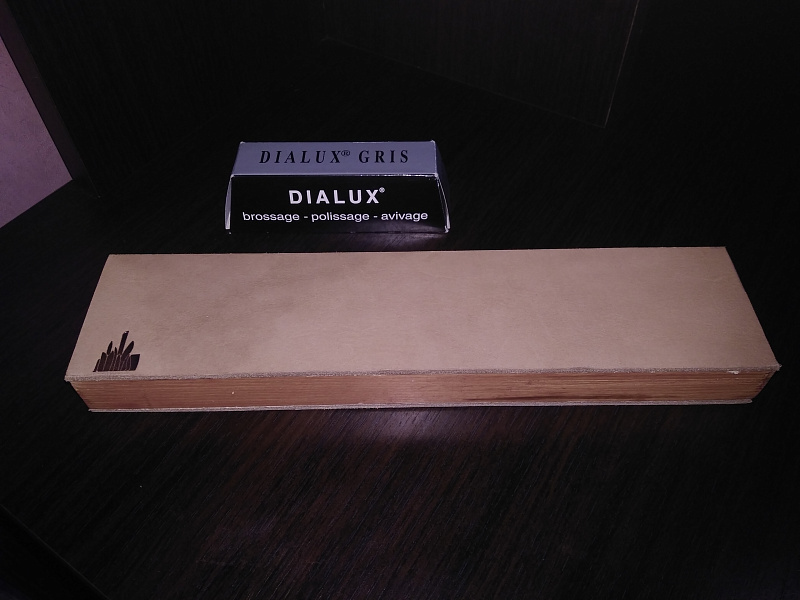 DIALUX® GRIS
DIALUX®
brossage - polissage - avivage